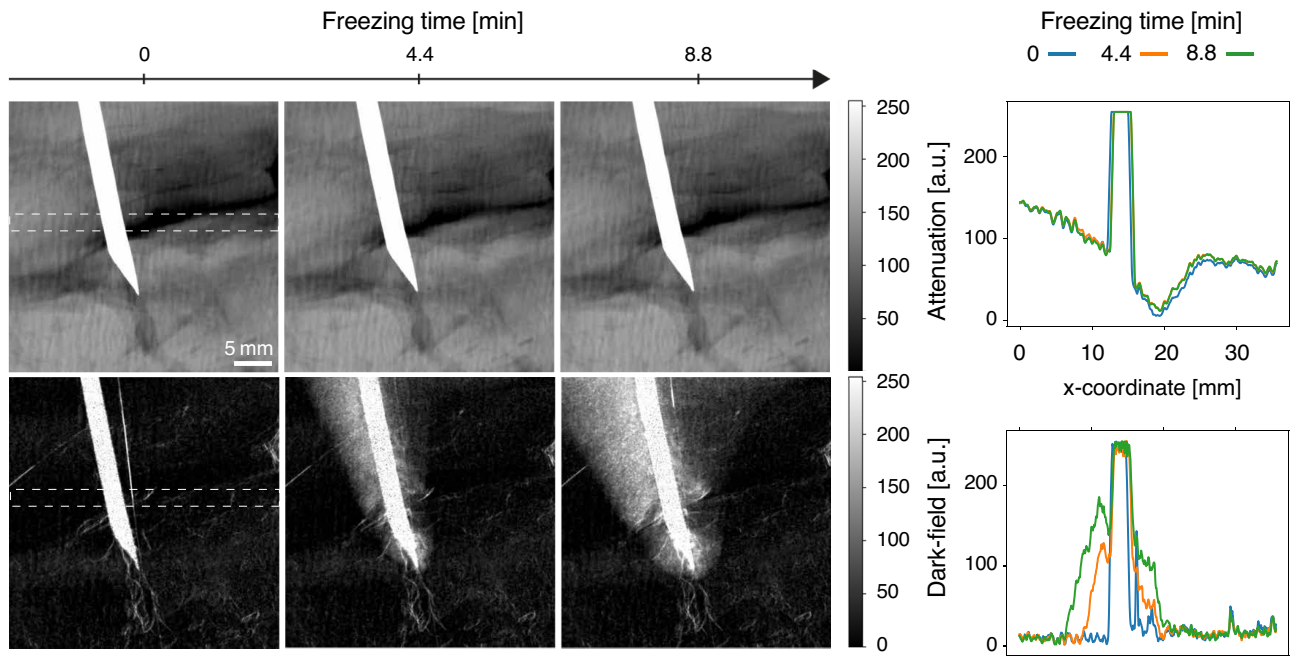 Freezing time [min]
0 4.4 8.8
Freezing time [min]
0 4.4 8.8
5 mm
250
200
150
100
50
Attenuation [a.u.]
200
100
0
0 10 20 30
x-coordinate [mm]
250
200
150
100
50
0
Dark-field [a.u.]
200
100
0